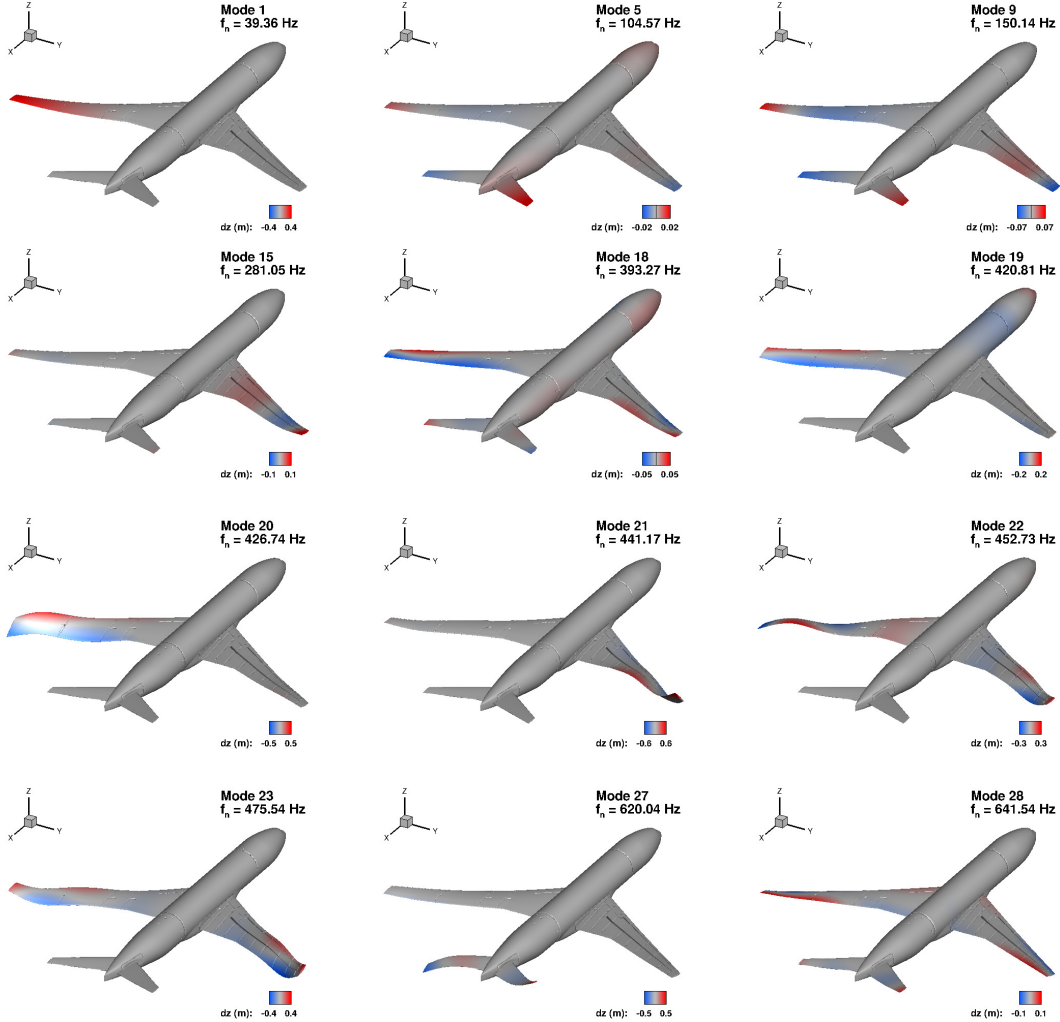 Mode 1
fn = 39.36 Hz
Z
X
Y
dz (m): -0.4 0.4
Mode 5
fn = 104.57 Hz
Z
X
Y
dz (m): -0.02 0.02
Mode 9
fn = 150.14 Hz
Z
X
Y
dz (m): -0.07 0.07
Mode 15
fn = 281.05 Hz
Z
X
Y
dz (m): -0.1 0.1
Mode 18
fn = 393.27 Hz
Z
X
Y
dz (m): -0.05 0.05
Mode 19
fn = 420.81 Hz
Z
X
Y
dz (m): -0.2 0.2
Mode 20
fn = 426.74 Hz
Z
X
Y
dz (m): -0.5 0.5
Mode 21
fn = 441.17 Hz
Z
X
Y
dz (m): -0.6 0.6
Mode 22
fn = 452.73 Hz
Z
X
Y
dz (m): -0.3 0.3
Mode 23
fn = 475.54 Hz
Z
X
Y
dz (m): -0.4 0.4
Mode 27
fn = 620.04 Hz
Z
X
Y
dz (m): -0.5 0.5
Mode 28
fn = 641.54 Hz
Z
X
Y
dz (m): -0.1 0.1